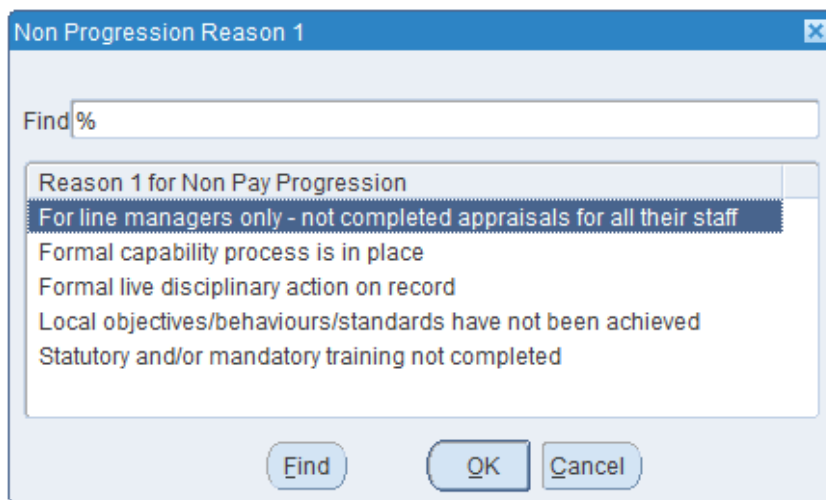 Non Progression Reason 1
Find %
Reason 1 for Non Pay Progression
For line managers only - not completed appraisals for all their staff
Formal capability process is in place
Formal live disciplinary action on record
Local objectives/behaviours/standards have not been achieved
Statutory and/or mandatory training not completed
Find OK Cancel